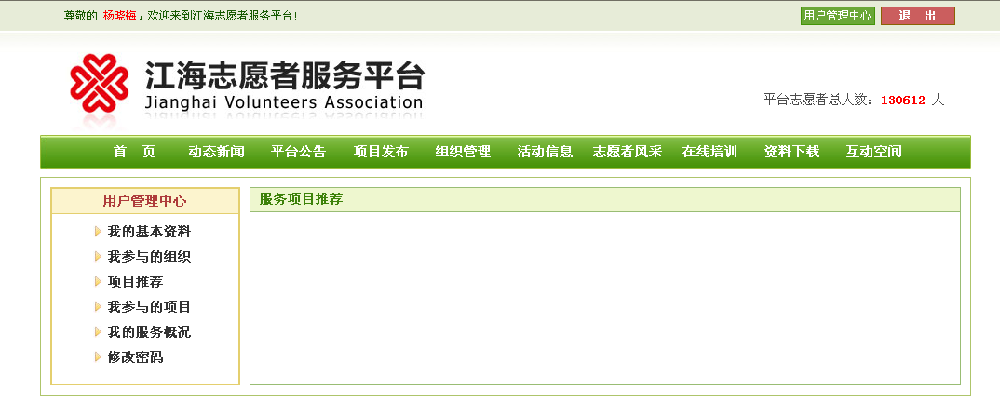 尊敬的 杨晓梅，欢迎来到江海志愿者服务平台！ 用户管理中心 退 出
江海志愿者服务平台
Jianghai Volunteers Association
平台志愿者总人数：130612 人
首 页 动态新闻 平台公告 项目发布 组织管理 活动信息 志愿者风采 在线培训 资料下载 互动空间
用户管理中心
我的基本资料
我参与的组织
项目推荐
我参与的项目
我的服务概况
修改密码
服务项目推荐